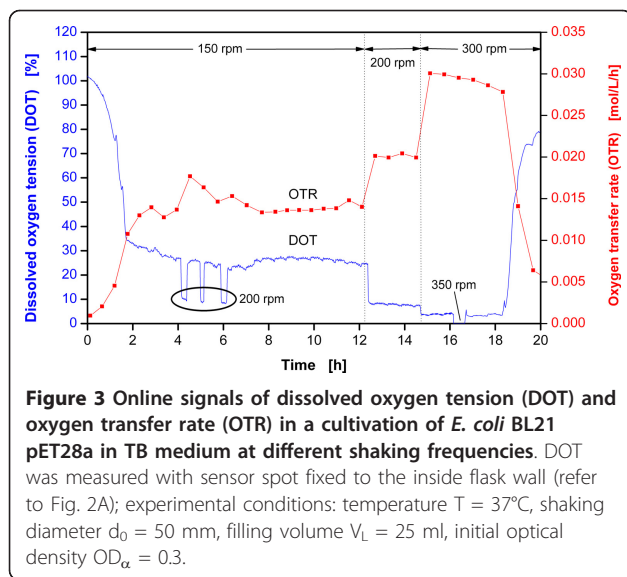 150 rpm
200 rpm
300 rpm
Dissolved oxygen tension (DOT) [%]
120
110
100
90
80
70
60
50
40
30
20
10
0
OTR
DOT
200 rpm
350 rpm
0.035
0.030
0.025
0.020
0.015
0.010
0.005
0.000
Oxygen transfer rate (OTR) [mol/L/h]
0 2 4 6 8 10 12 14 16 18 20
Time [h]
Figure 3 Online signals of dissolved oxygen tension (DOT) and
oxygen transfer rate (OTR) in a cultivation of E. coli BL21
pET28a in TB medium at different shaking frequencies. DOT
was measured with sensor spot fixed to the inside flask wall (refer
to Fig. 2A); experimental conditions: temperature T = 37°C, shaking
diameter d₀ = 50 mm, filling volume V_L = 25 ml, initial optical
density OD_α = 0.3.